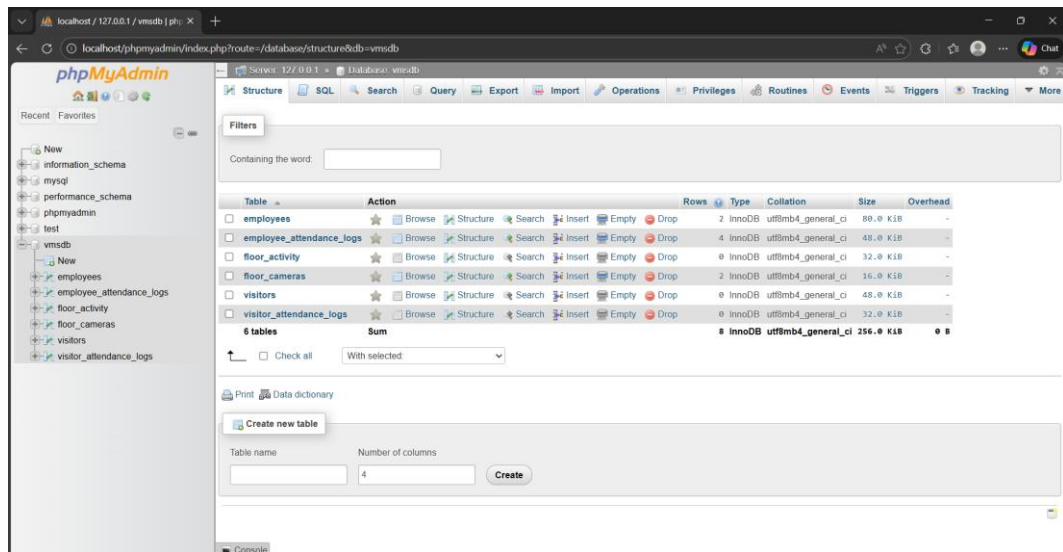 localhost / 127.0.0.1 / vmsdb | php
localhost/phpmyadmin/index.php?route=/database/structure&db=vmsdb
Chat
phpMyAdmin
Recent Favorites
New
information_schema
mysql
performance_schema
phpmyadmin
test
vmsdb
New
employees
employee_attendance_logs
floor_activity
floor_cameras
visitors
visitor_attendance_logs
Server: 127.0.0.1 » Database: vmsdb
Structure SQL Search Query Export Import Operations Privileges Routines Events Triggers Tracking More
Filters
Containing the word:
Table Action Rows Type Collation Size Overhead
employees Browse Structure Search Insert Empty Drop 2 InnoDB utf8mb4_general_ci 80.0 KiB -
employee_attendance_logs Browse Structure Search Insert Empty Drop 4 InnoDB utf8mb4_general_ci 48.0 KiB -
floor_activity Browse Structure Search Insert Empty Drop 0 InnoDB utf8mb4_general_ci 32.0 KiB -
floor_cameras Browse Structure Search Insert Empty Drop 2 InnoDB utf8mb4_general_ci 16.0 KiB -
visitors Browse Structure Search Insert Empty Drop 0 InnoDB utf8mb4_general_ci 48.0 KiB -
visitor_attendance_logs Browse Structure Search Insert Empty Drop 0 InnoDB utf8mb4_general_ci 32.0 KiB -
6 tables Sum 8 InnoDB utf8mb4_general_ci 256.0 KiB 0 B
Check all With selected:
Print Data dictionary
Create new table
Table name Number of columns
4 Create
Console